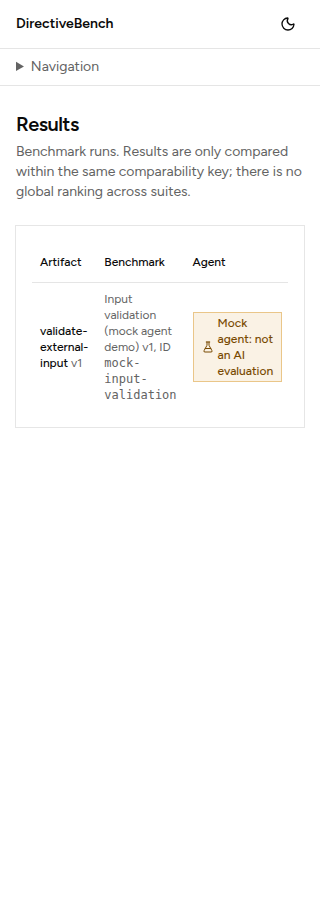 DirectiveBench
Navigation
Results
Benchmark runs. Results are only compared
within the same comparability key; there is no
global ranking across suites.
Artifact Benchmark Agent
validate-
external-
input v1
Input
validation
(mock agent
demo) v1, ID
mock-
input-
validation
Mock
agent: not
an AI
evaluation